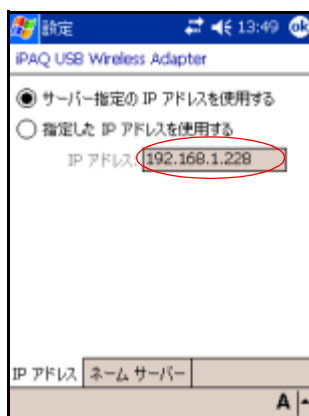 設定 13:49 ok
iPAQ USB Wireless Adapter
サーバー指定の IP アドレスを使用する
指定した IP アドレスを使用する
IP アドレス: 192.168.1.228
IP アドレス ネーム サーバー
A